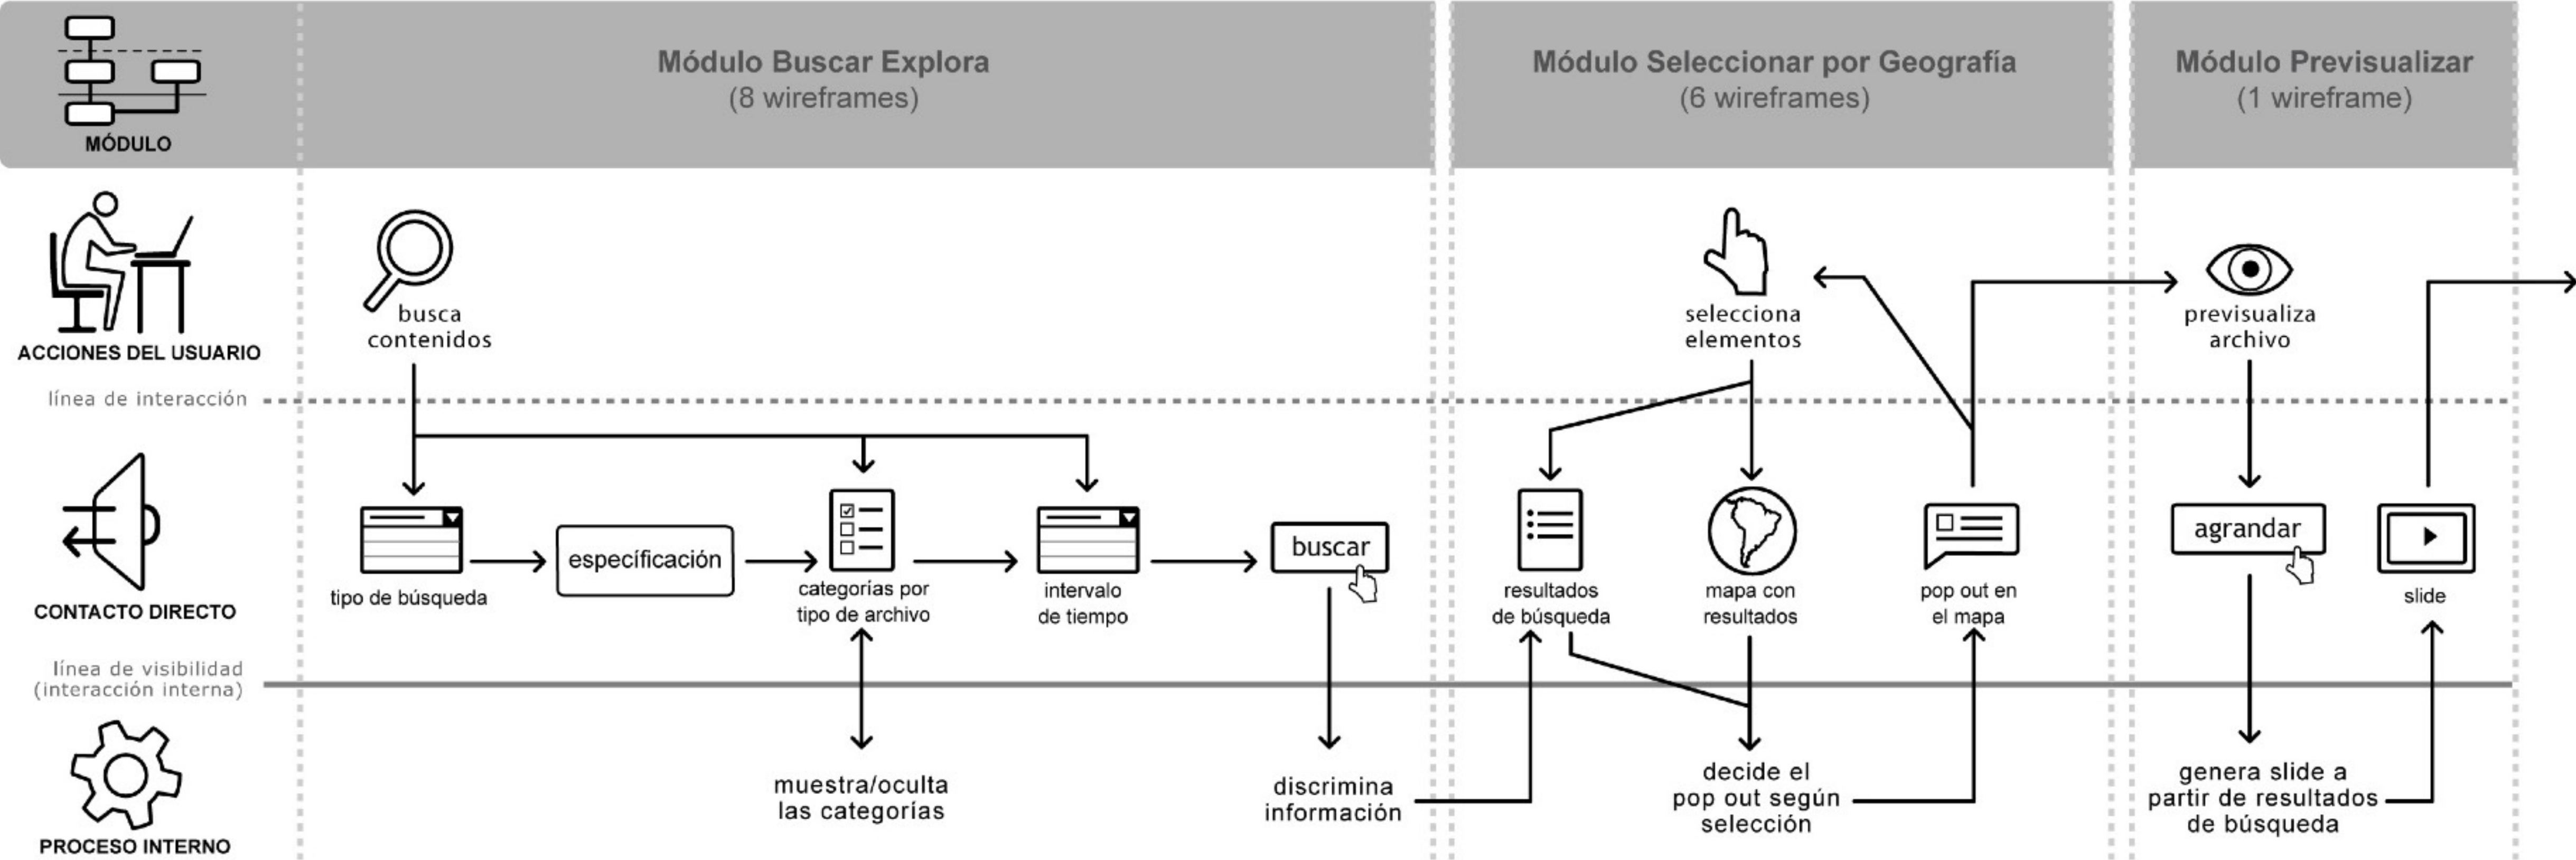 MÓDULO
Módulo Buscar Explora
(8 wireframes)
Módulo Seleccionar por Geografía
(6 wireframes)
Módulo Previsualizar
(1 wireframe)
ACCIONES DEL USUARIO
busca
contenidos
selecciona
elementos
previsualiza
archivo
línea de interacción
CONTACTO DIRECTO
tipo de búsqueda
específicación
categorías por
tipo de archivo
intervalo
de tiempo
buscar
resultados
de búsqueda
mapa con
resultados
pop out en
el mapa
agrandar
slide
línea de visibilidad
(interacción interna)
PROCESO INTERNO
muestra/oculta
las categorías
discrimina
información
decide el
pop out según
selección
genera slide a
partir de resultados
de búsqueda